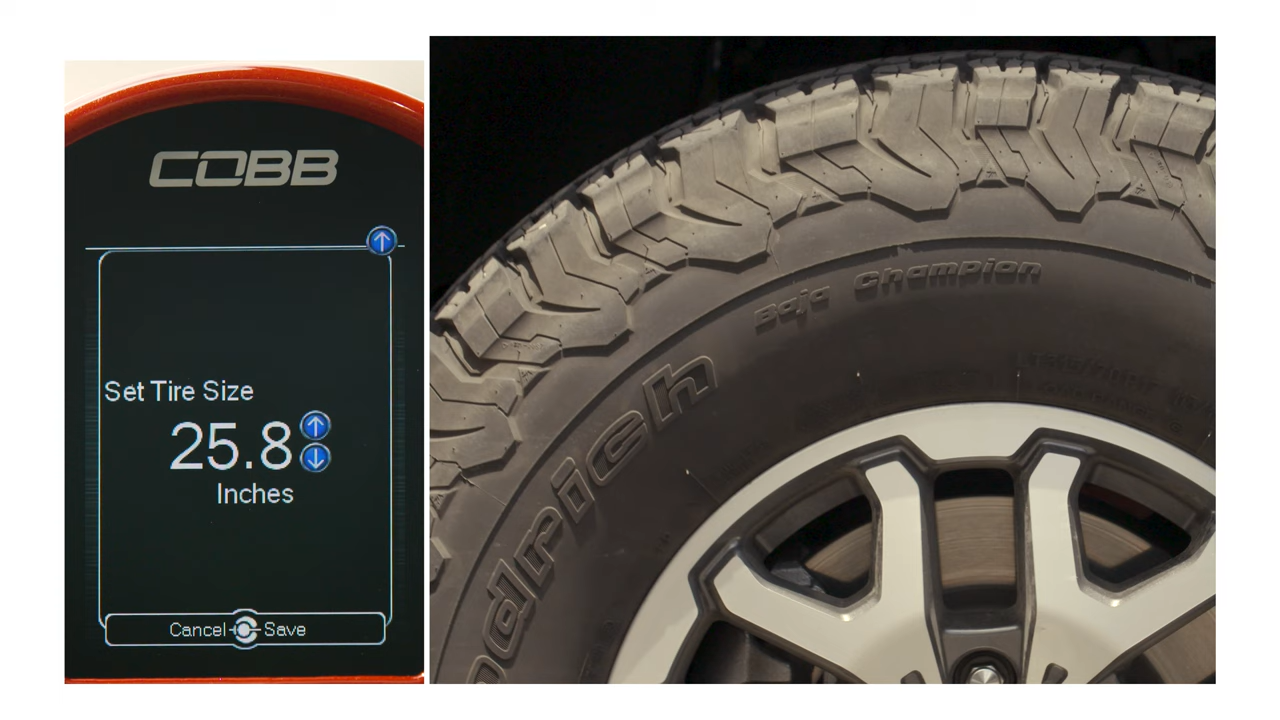 COBB
Set Tire Size
25.8
Inches
Cancel
Save
Baja Champion
odrich